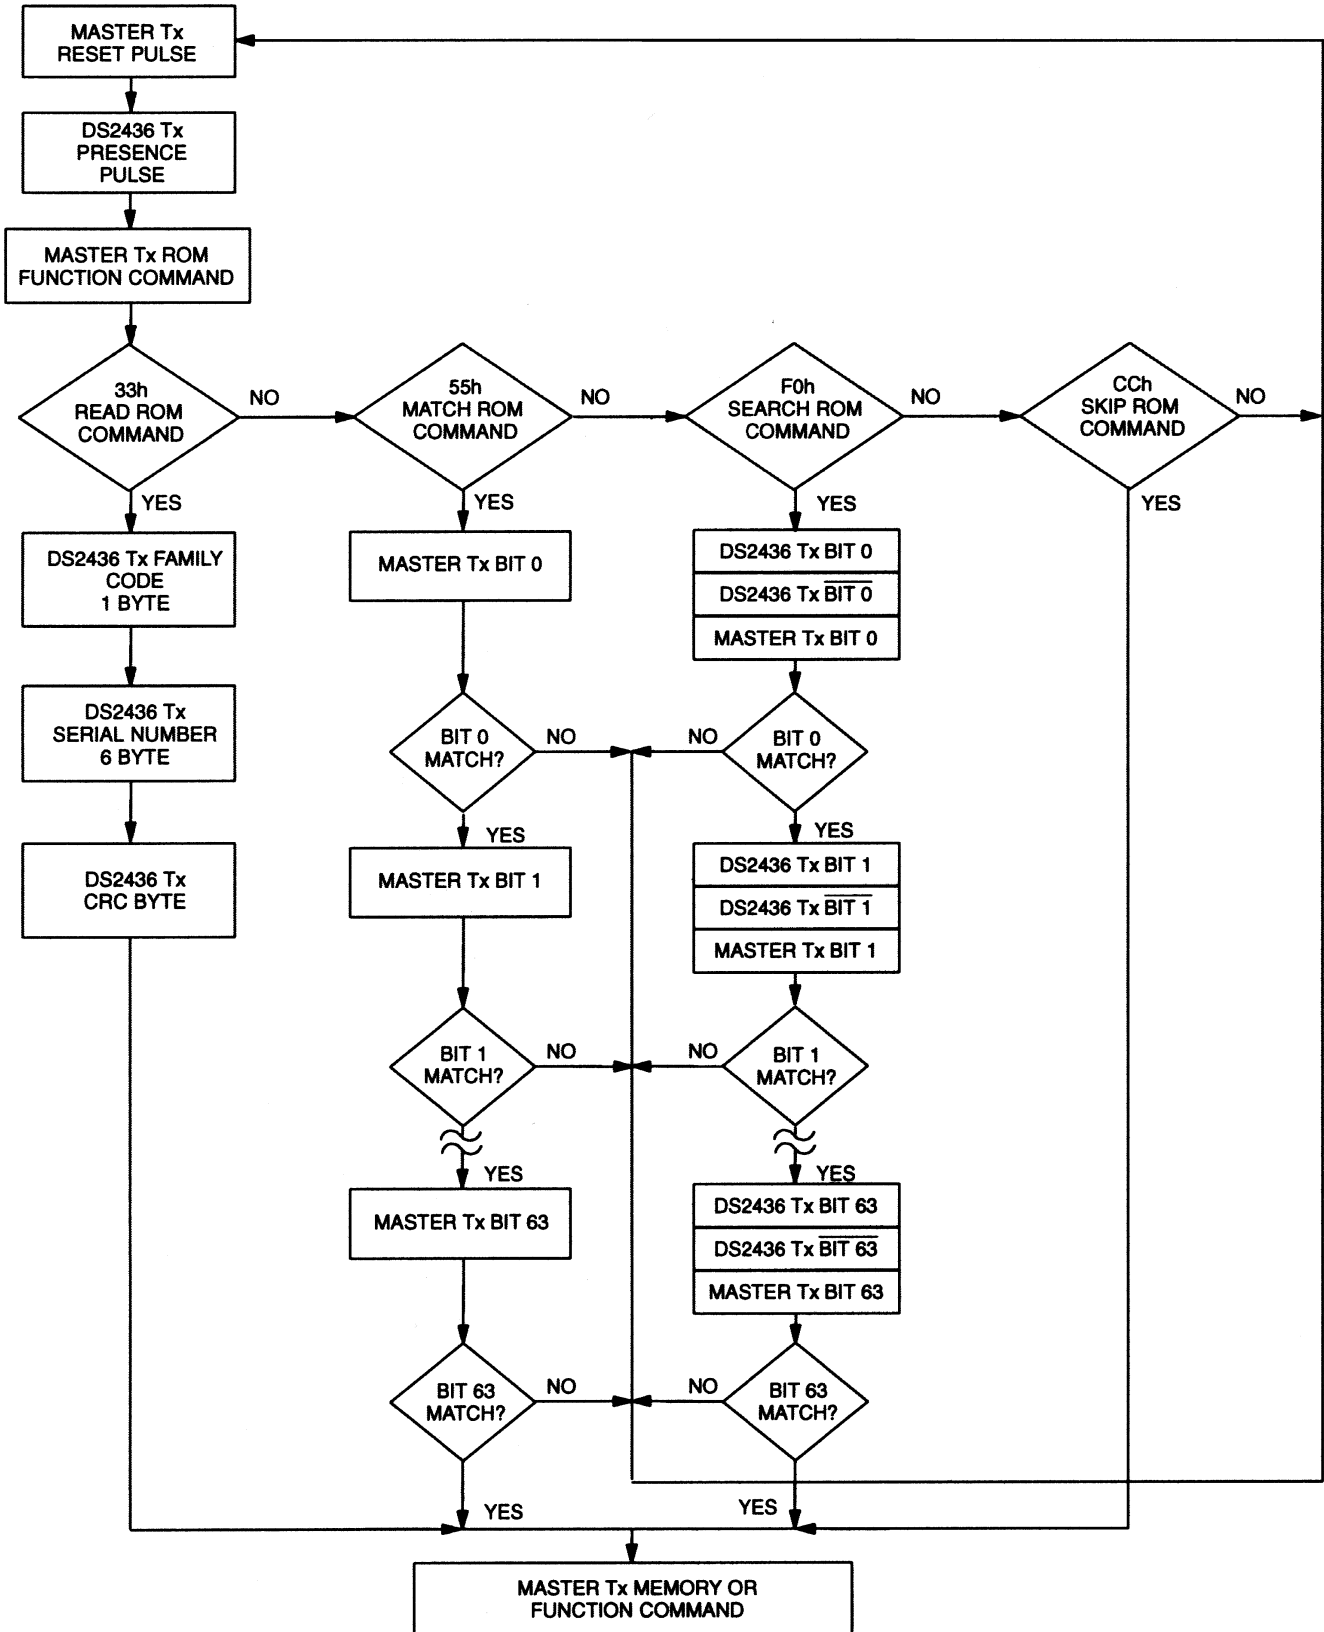 MASTER Tx
RESET PULSE
DS2436 Tx
PRESENCE
PULSE
MASTER Tx ROM
FUNCTION COMMAND
33h
READ ROM
COMMAND
NO
55h
MATCH ROM
COMMAND
NO
F0h
SEARCH ROM
COMMAND
NO
CCh
SKIP ROM
COMMAND
NO
YES
YES
YES
YES
DS2436 Tx FAMILY
CODE
1 BYTE
DS2436 Tx
SERIAL NUMBER
6 BYTE
DS2436 Tx
CRC BYTE
MASTER Tx BIT 0
BIT 0
MATCH?
NO
YES
MASTER Tx BIT 1
BIT 1
MATCH?
NO
YES
MASTER Tx BIT 63
BIT 63
MATCH?
NO
YES
DS2436 Tx BIT 0
DS2436 Tx B̅I̅T̅ ̅0̅
MASTER Tx BIT 0
NO
BIT 0
MATCH?
YES
DS2436 Tx BIT 1
DS2436 Tx B̅I̅T̅ ̅1̅
MASTER Tx BIT 1
NO
BIT 1
MATCH?
YES
DS2436 Tx BIT 63
DS2436 Tx B̅I̅T̅ ̅6̅3̅
MASTER Tx BIT 63
NO
BIT 63
MATCH?
YES
MASTER Tx MEMORY OR
FUNCTION COMMAND